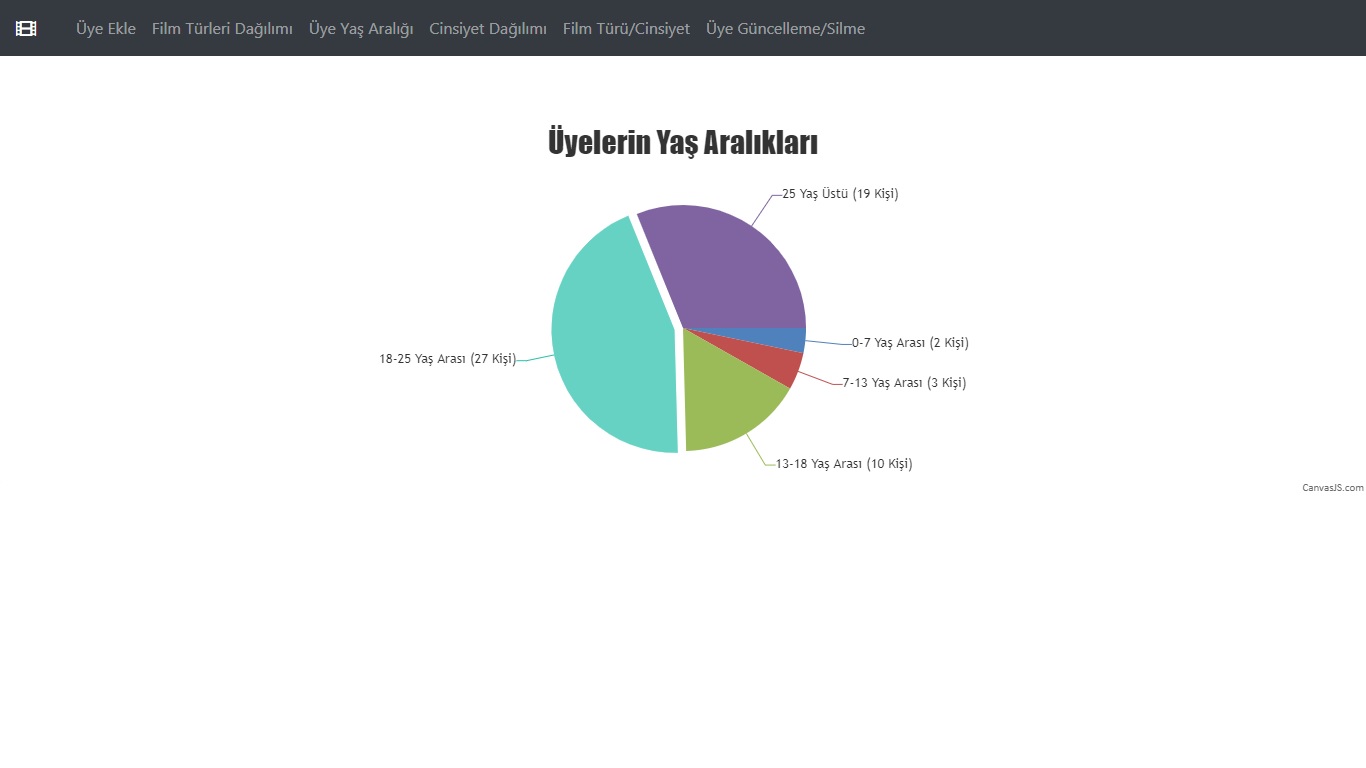 Üye Ekle Film Türleri Dağılımı Üye Yaş Aralığı Cinsiyet Dağılımı Film Türü/Cinsiyet Üye Güncelleme/Silme
Üyelerin Yaş Aralıkları
25 Yaş Üstü (19 Kişi)
0-7 Yaş Arası (2 Kişi)
18-25 Yaş Arası (27 Kişi)
7-13 Yaş Arası (3 Kişi)
13-18 Yaş Arası (10 Kişi)
CanvasJS.com